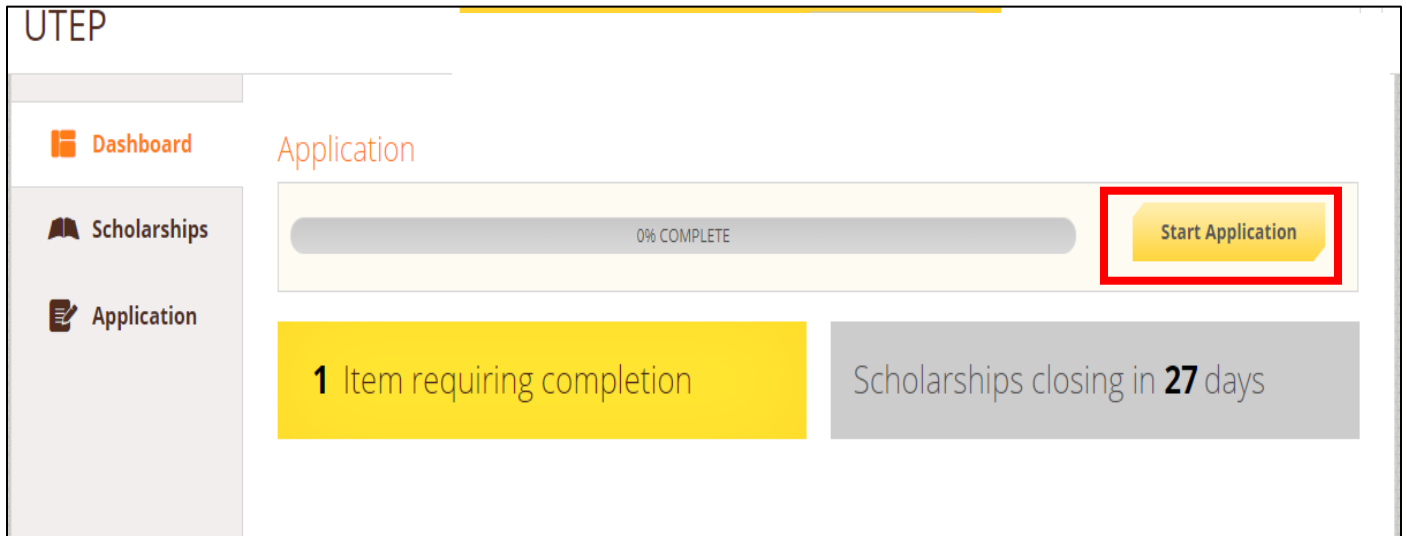 UTEP
Dashboard
Scholarships
Application
Application
0% COMPLETE
Start Application
1 Item requiring completion
Scholarships closing in 27 days